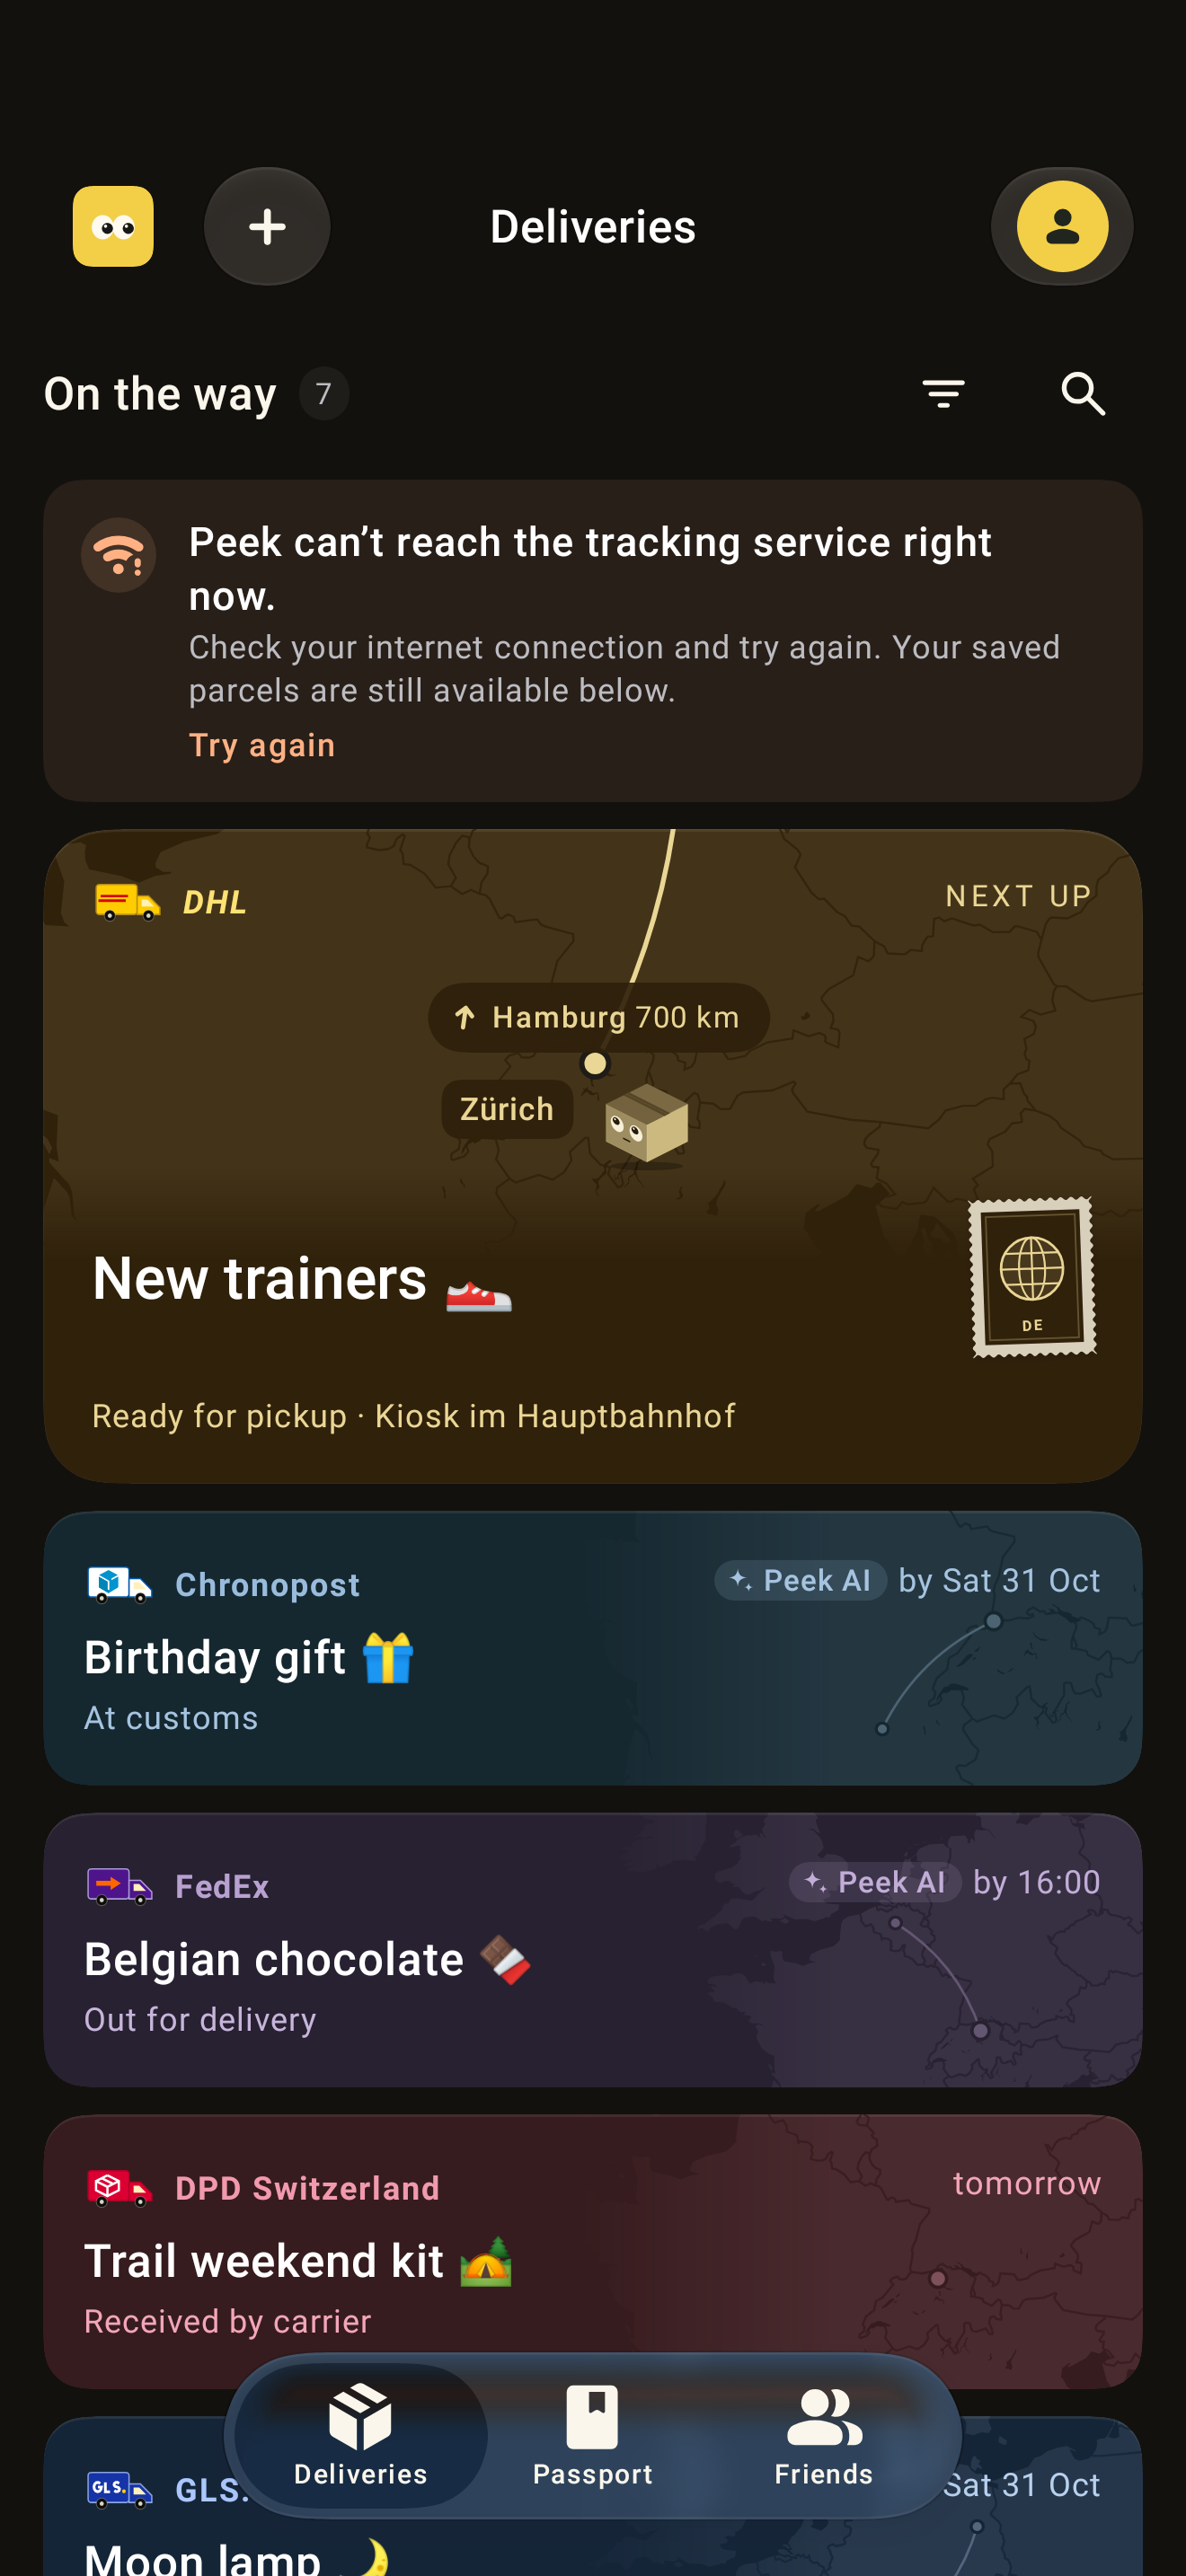 Deliveries
On the way 7
Peek can’t reach the tracking service right
now.
Check your internet connection and try again. Your saved
parcels are still available below.
Try again
DHL
NEXT UP
Hamburg 700 km
Zürich
New trainers
DE
Ready for pickup · Kiosk im Hauptbahnhof
Chronopost
Peek AI by Sat 31 Oct
Birthday gift
At customs
FedEx
Peek AI by 16:00
Belgian chocolate
Out for delivery
DPD Switzerland
tomorrow
Trail weekend kit
Received by carrier
GLS.
GLS.
Sat 31 Oct
Moon lamp
Deliveries
Passport
Friends